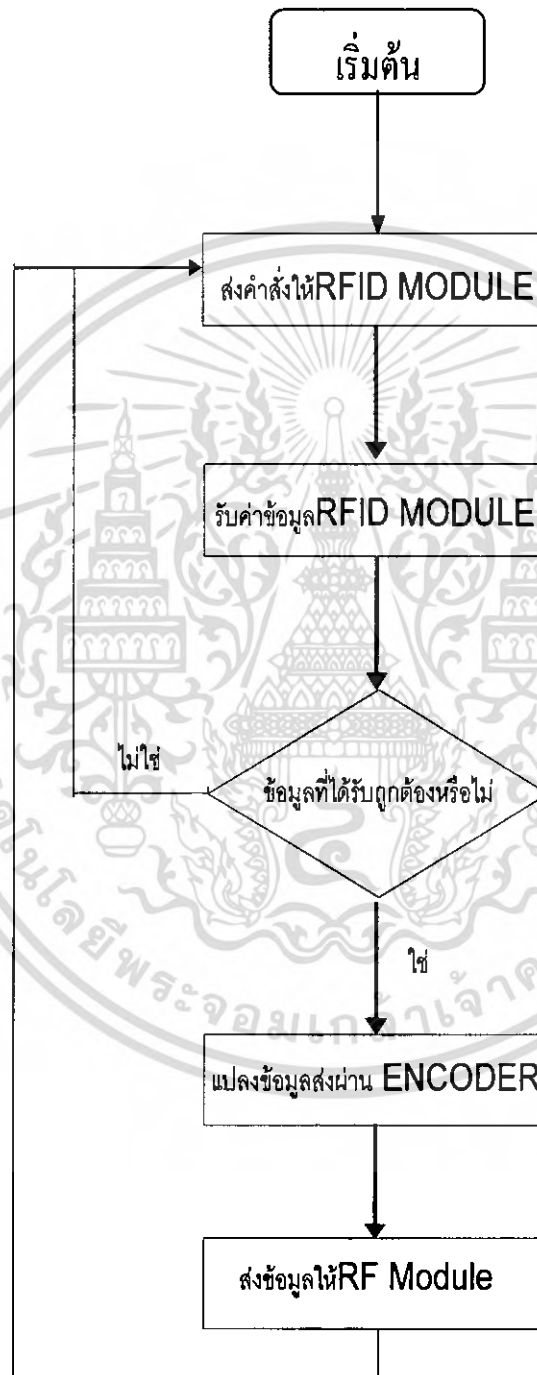 เริ่มต้น
ส่งคำสั่งให้RFID MODULE
รับค่าข้อมูลRFID MODULE
ไม่ใช่
ข้อมูลที่ได้รับถูกต้องหรือไม่
ใช่
แปลงข้อมูลส่งผ่าน ENCODER
ส่งข้อมูลให้RF Module